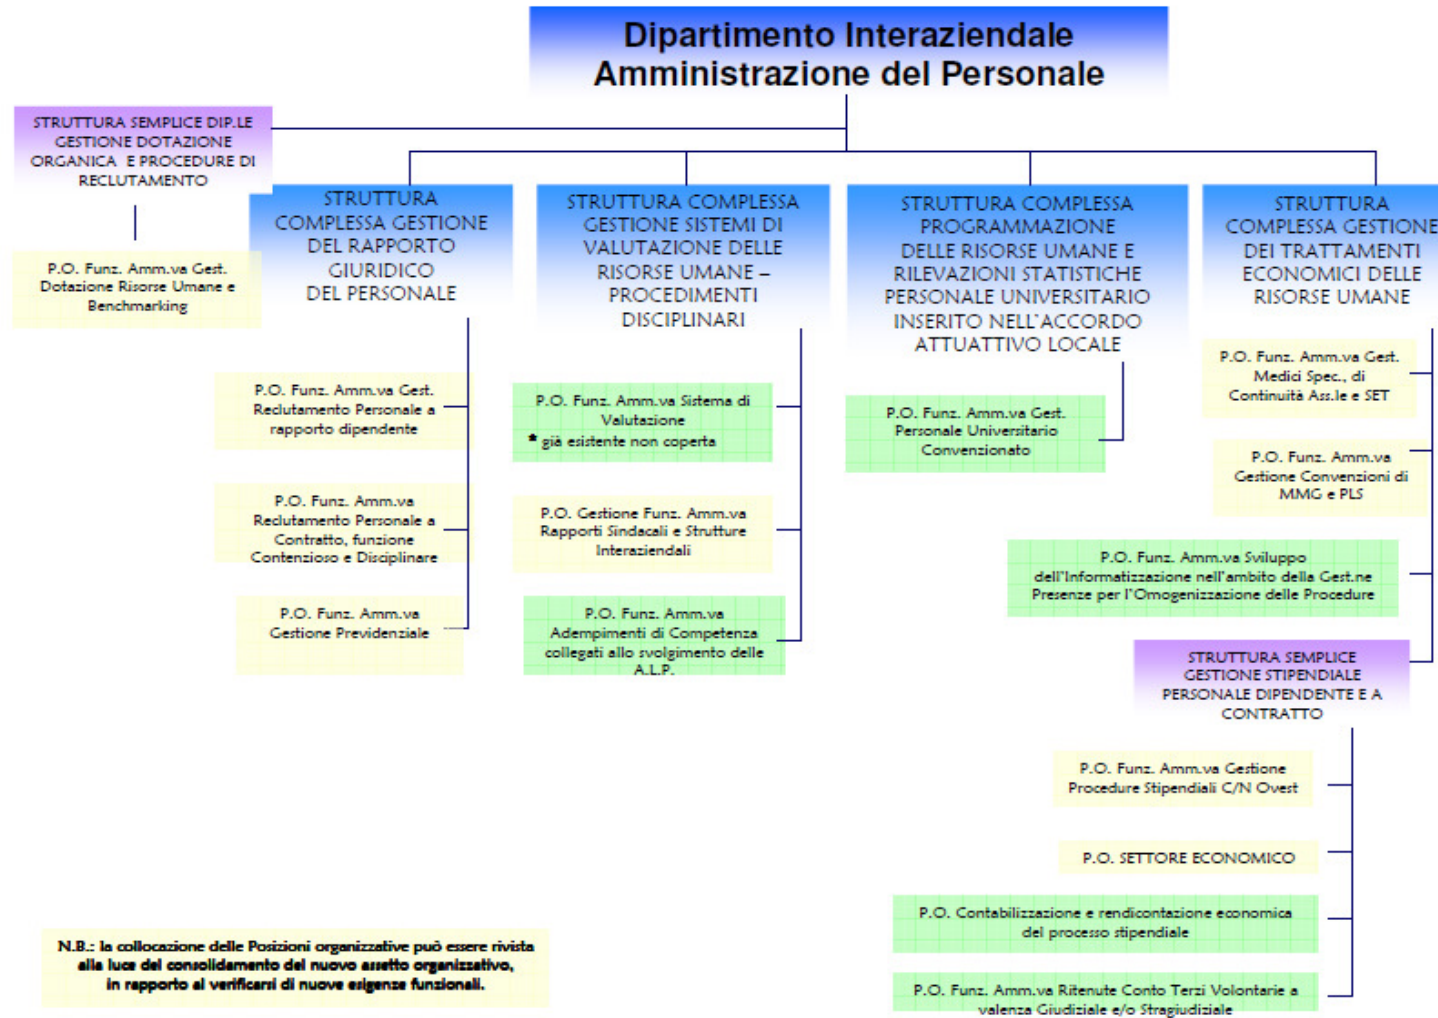 Dipartimento Interaziendale
Amministrazione del Personale
STRUTTURA SEMPLICE DIP.LE
GESTIONE DOTAZIONE
ORGANICA E PROCEDURE DI
RECLUTAMENTO
P.O. Funz. Amm.va Gest.
Dotazione Risorse Umane e
Benchmarking
STRUTTURA
COMPLESSA GESTIONE
DEL RAPPORTO
GIURIDICO
DEL PERSONALE
P.O. Funz. Amm.va Gest.
Reclutamento Personale a
rapporto dipendente
P.O. Funz. Amm.va
Reclutamento Personale a
Contratto, funzione
Contenzioso e Disciplinare
P.O. Funz. Amm.va
Gestione Previdenziale
STRUTTURA COMPLESSA
GESTIONE SISTEMI DI
VALUTAZIONE DELLE
RISORSE UMANE –
PROCEDIMENTI
DISCIPLINARI
P.O. Funz. Amm.va Sistema di
Valutazione
* già esistente non coperta
P.O. Gestione Funz. Amm.va
Rapporti Sindacali e Strutture
Interaziendali
P.O. Funz. Amm.va
Adempimenti di Competenza
collegati allo svolgimento delle
A.L.P.
STRUTTURA COMPLESSA
PROGRAMMAZIONE
DELLE RISORSE UMANE E
RILEVAZIONI STATISTICHE
PERSONALE UNIVERSITARIO
INSERITO NELL'ACCORDO
ATTUATTIVO LOCALE
P.O. Funz. Amm.va Gest.
Personale Universitario
Convenzionato
STRUTTURA
COMPLESSA GESTIONE
DEI TRATTAMENTI
ECONOMICI DELLE
RISORSE UMANE
P.O. Funz. Amm.va Gest.
Medici Spec., di
Continuità Ass.le e SET
P.O. Funz. Amm.va
Gestione Convenzioni di
MMG e PLS
P.O. Funz. Amm.va Sviluppo
dell'Informatizzazione nell'ambito della Gest.ne
Presenze per l'Omogenizzazione delle Procedure
STRUTTURA SEMPLICE
GESTIONE STIPENDIALE
PERSONALE DIPENDENTE E A
CONTRATTO
P.O. Funz. Amm.va Gestione
Procedure Stipendiali C/N Ovest
P.O. SETTORE ECONOMICO
P.O. Contabilizzazione e rendicontazione economica
del processo stipendiale
P.O. Funz. Amm.va Ritenute Conto Terzi Volontarie a
valenza Giudiziale e/o Stragiudiziale
N.B.: la collocazione delle Posizioni organizzative può essere rivista
alla luce del consolidamento del nuovo assetto organizzativo,
in rapporto al verificarsi di nuove esigenze funzionali.